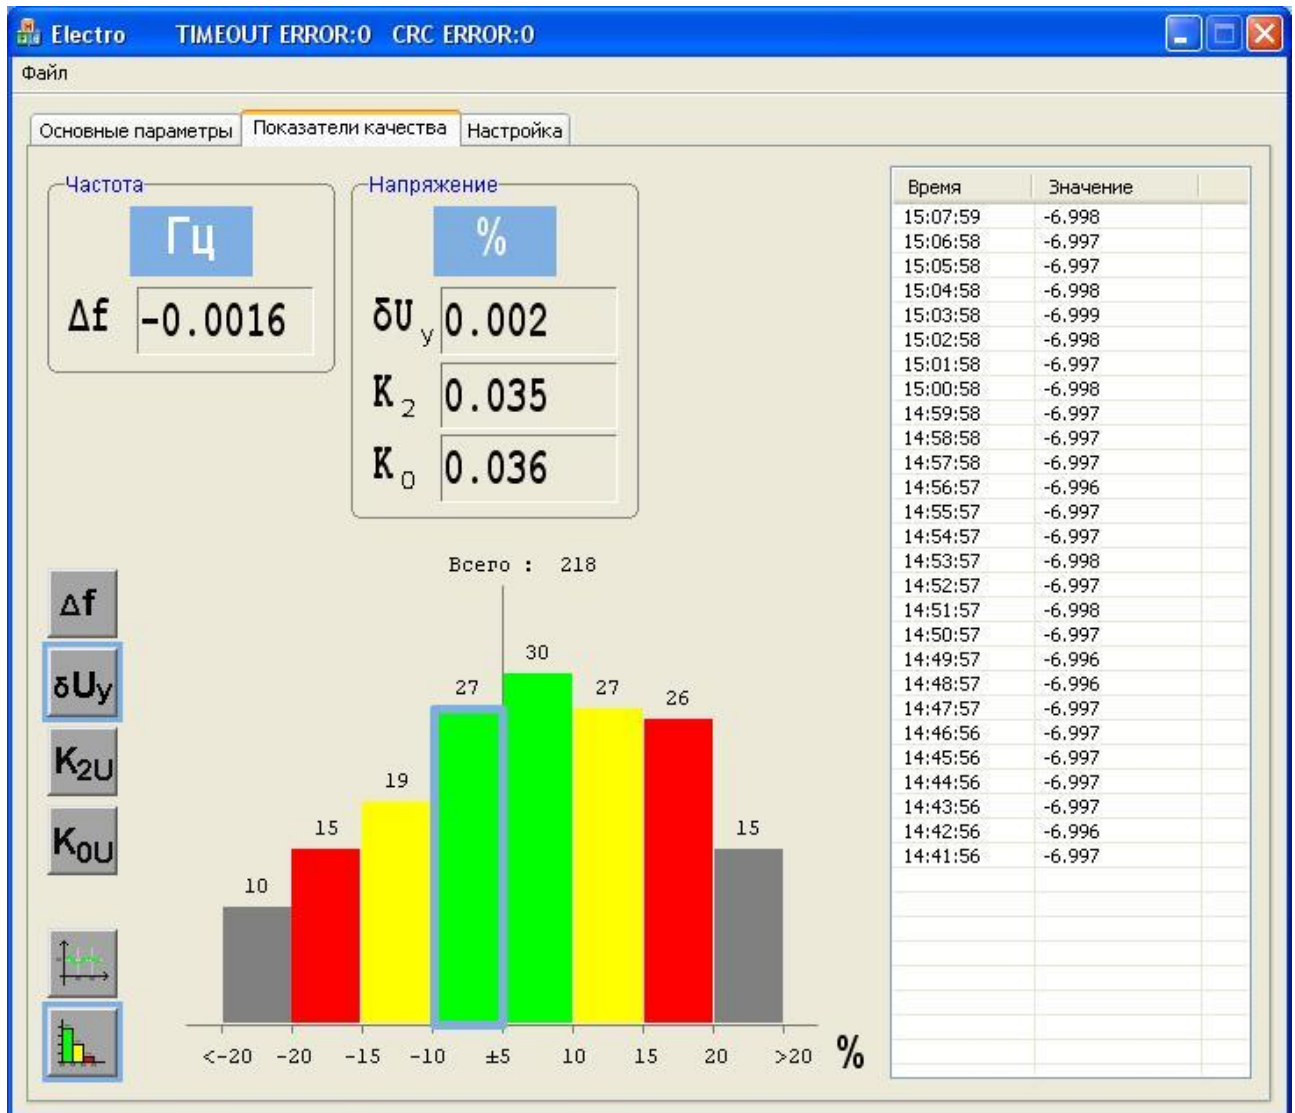 Electro TIMEOUT ERROR:0 CRC ERROR:0
Файл
Основные параметры Показатели качества Настройка
Частота
Гц
Δf -0.0016
Напряжение
%
δUy 0.002
K2 0.035
K0 0.036
Δf
δUy
K2U
K0U
Всего : 218
10 15 19 27 30 27 26 15
<-20 -20 -15 -10 ±5 10 15 20 >20 %
Время Значение
15:07:59 -6.998
15:06:58 -6.997
15:05:58 -6.997
15:04:58 -6.998
15:03:58 -6.999
15:02:58 -6.998
15:01:58 -6.997
15:00:58 -6.998
14:59:58 -6.997
14:58:58 -6.997
14:57:58 -6.997
14:56:57 -6.996
14:55:57 -6.997
14:54:57 -6.997
14:53:57 -6.998
14:52:57 -6.997
14:51:57 -6.998
14:50:57 -6.997
14:49:57 -6.996
14:48:57 -6.996
14:47:57 -6.997
14:46:56 -6.997
14:45:56 -6.997
14:44:56 -6.997
14:43:56 -6.997
14:42:56 -6.996
14:41:56 -6.997